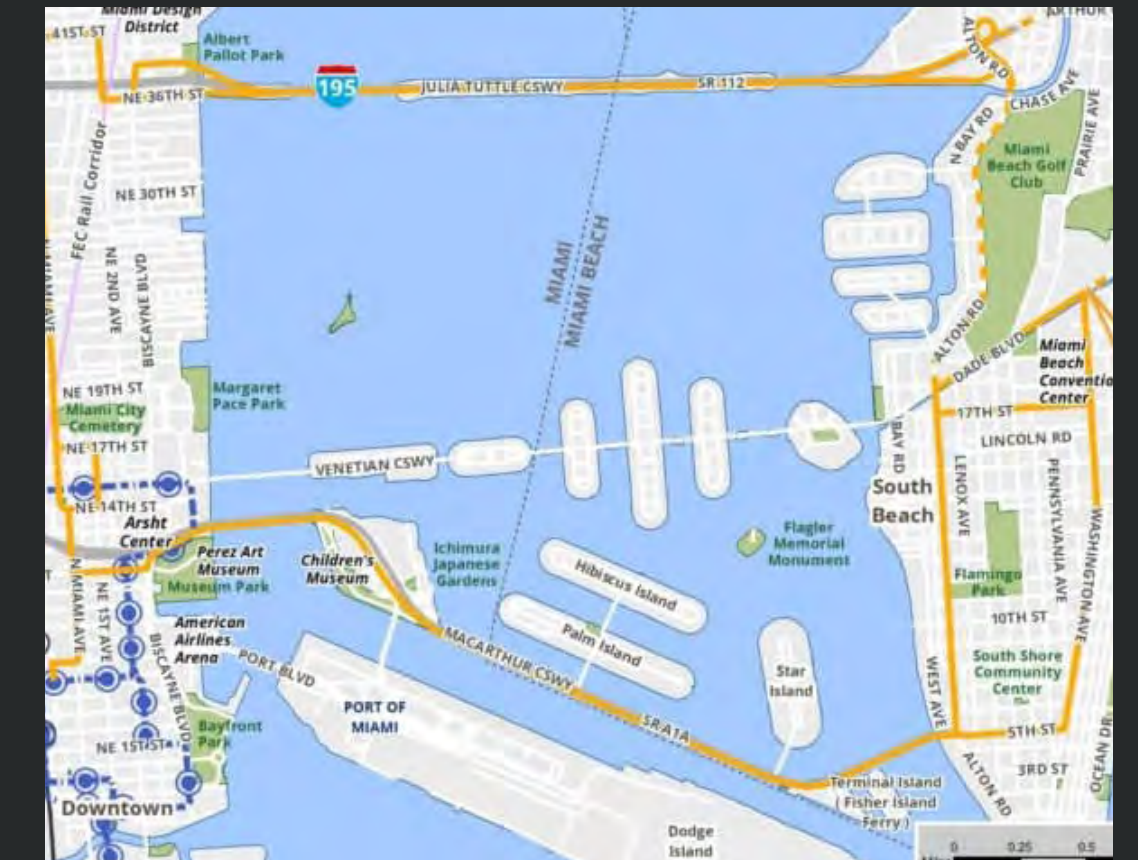 Miami Design
District
41ST ST
Albert
Pallot Park
195
JULIA TUTTLE CSWY
SR 112
ALTON RD
NE 36TH ST
CHASE AVE
PRAIRIE AVE
N BAY RD
Miami
Beach Golf
Club
FEC Rail Corridor
NE 30TH ST
NE 2ND AVE
BISCAYNE BLVD
N MIAMI AVE
MIAMI
MIAMI BEACH
ALTON RD
DADE BLVD
Miami
Beach
Center
NE 19TH ST
Miami City
Cemetery
Margaret
Pace Park
17TH ST
NE 17TH ST
LINCOLN RD
VENETIAN CSWY
BAY RD
LENOX AVE
PENNSYLVANIA AVE
WASHINGTON AVE
South
Beach
NE 14TH ST
Arsht
Center
Perez Art
Museum
Museum Park
Children's
Museum
Ichimura
Japanese
Gardens
Flagler
Memorial
Monument
Hibiscus Island
Palm Island
Flamingo
Park
10TH ST
N MIAMI AVE
NE 1ST AVE
BISCAYNE BLVD
American
Airlines
Arena
PORT BLVD
MACARTHUR CSWY
Star
Island
South Shore
Community
Center
WEST AVE
PORT OF
MIAMI
SR A1A
Bayfront
Park
NE 1ST ST
5TH ST
3RD ST
OCEAN DR
ALTON RD
Terminal Island
( Fisher Island
Ferry )
Downtown
Dodge
Island
0 0.25 0.5